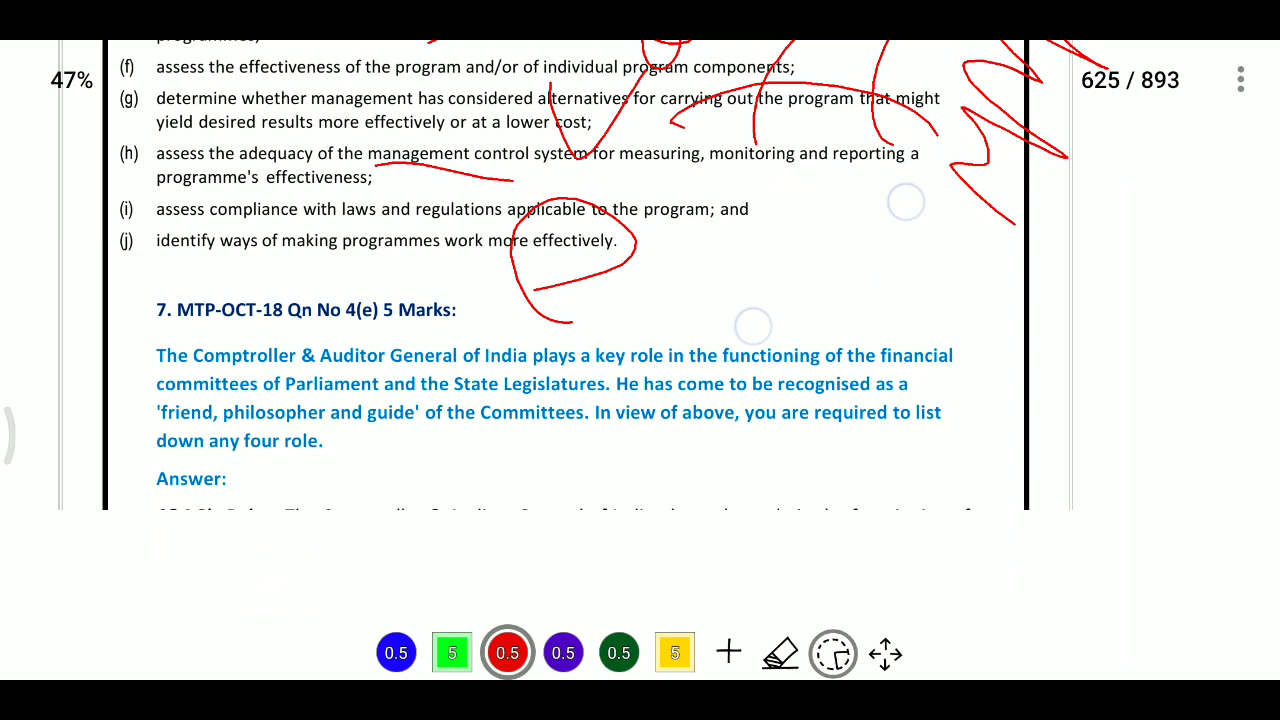 programmes;
47%
625 / 893
(f) assess the effectiveness of the program and/or of individual program components;
(g) determine whether management has considered alternatives for carrying out the program that might
yield desired results more effectively or at a lower cost;
(h) assess the adequacy of the management control system for measuring, monitoring and reporting a
programme's effectiveness;
(i) assess compliance with laws and regulations applicable to the program; and
(j) identify ways of making programmes work more effectively.
7. MTP-OCT-18 Qn No 4(e) 5 Marks:
The Comptroller & Auditor General of India plays a key role in the functioning of the financial
committees of Parliament and the State Legislatures. He has come to be recognised as a
'friend, philosopher and guide' of the Committees. In view of above, you are required to list
down any four role.
Answer:
0.5 5 0.5 0.5 0.5 5